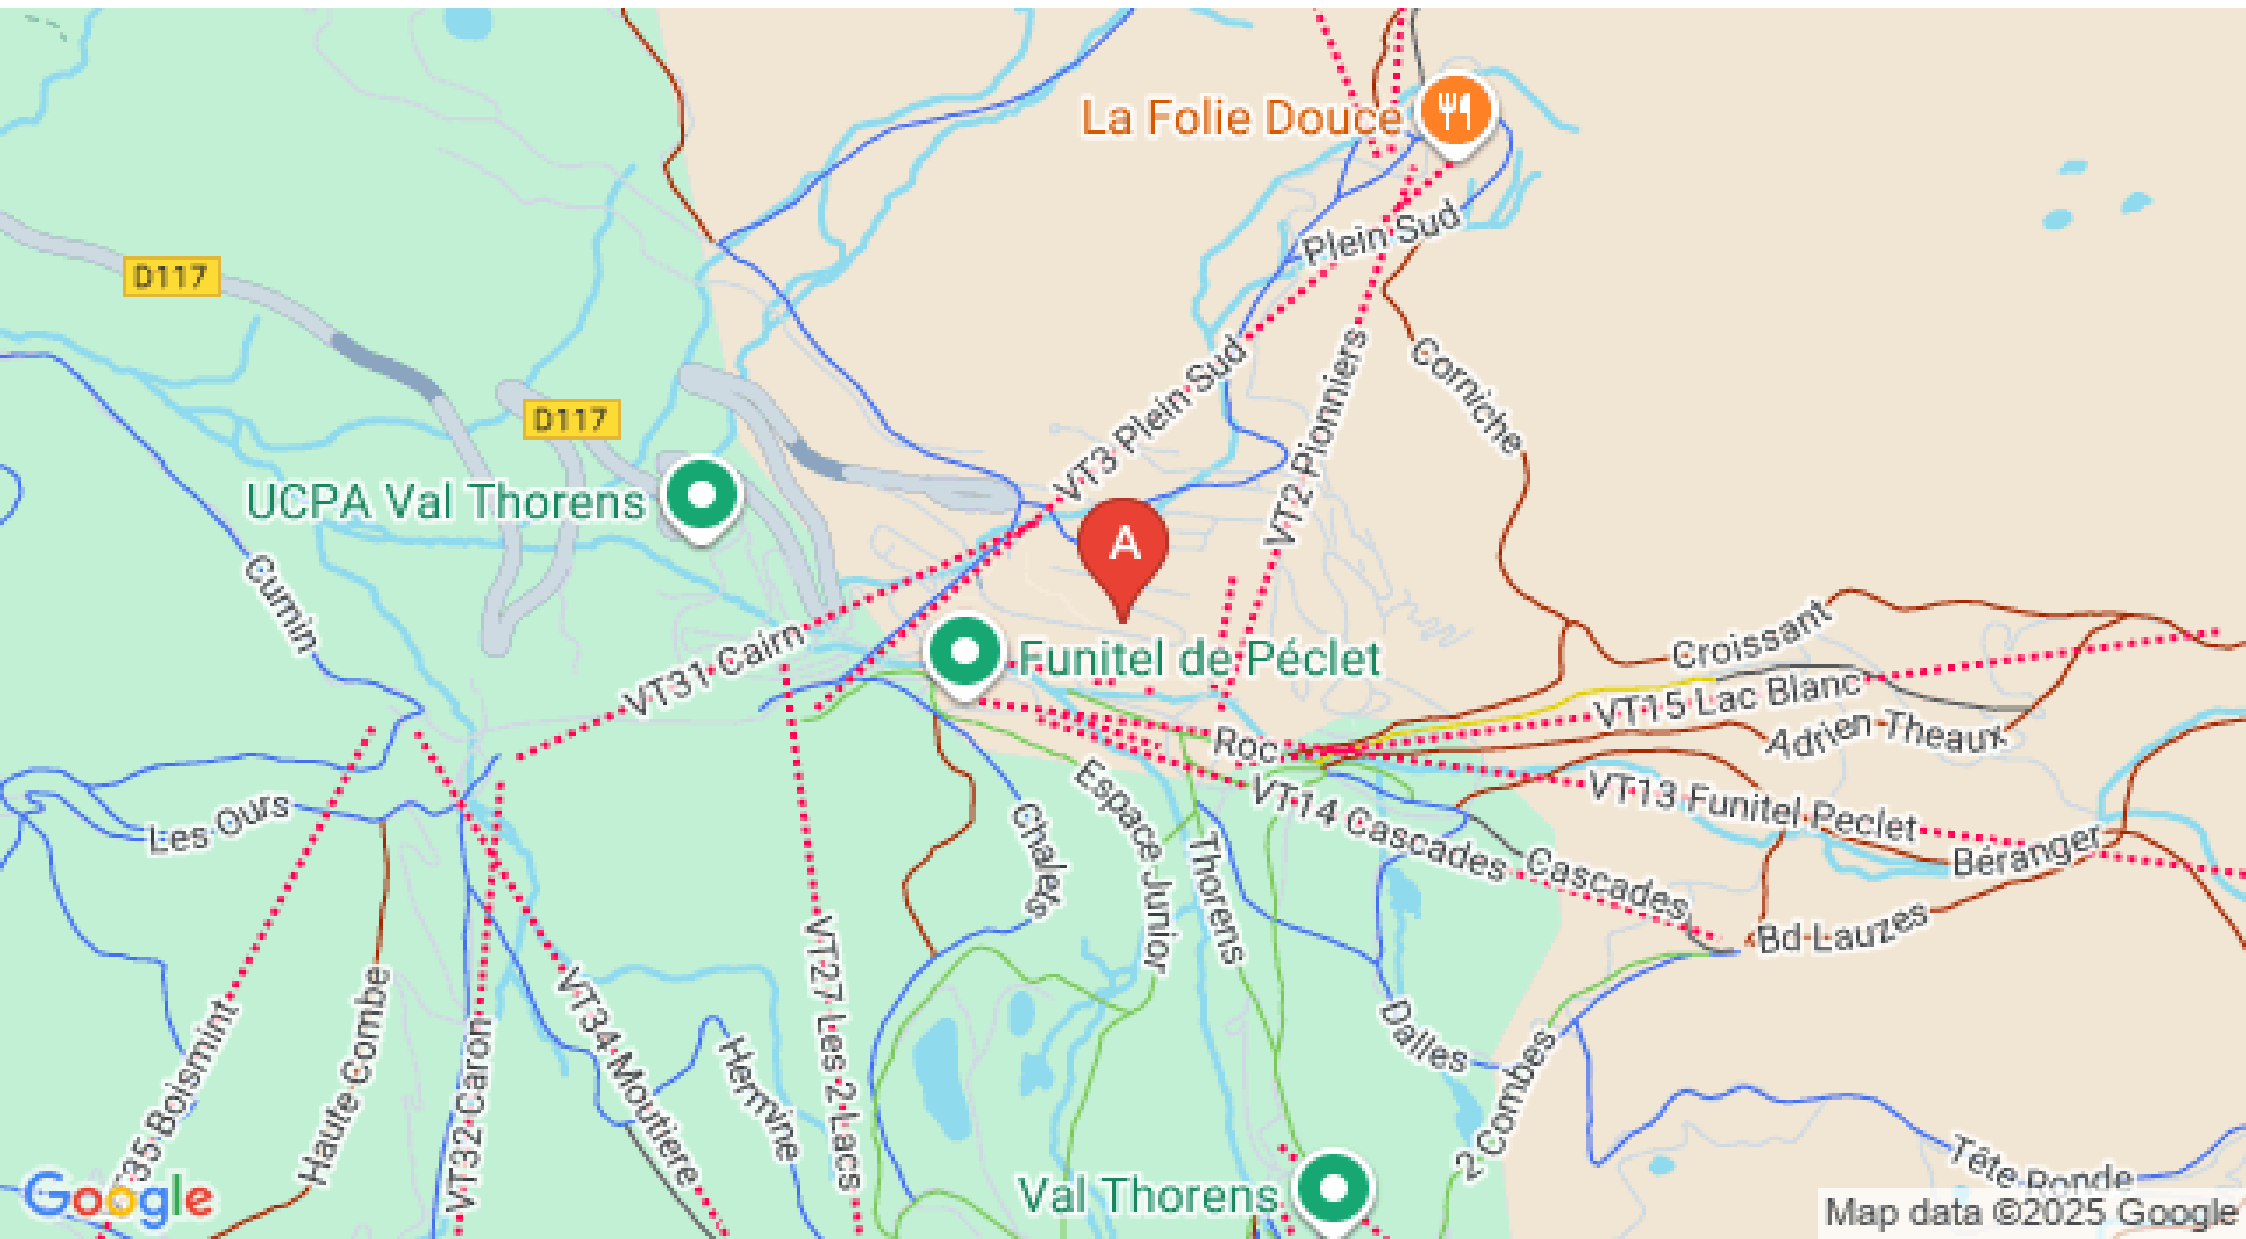 La Folie Douce
Plein Sud
D117
VT3 Plein Sud
VT2 Pionniers
Corniche
D117
UCPA Val Thorens
A
Cumin
Croissant
VT31 Cairn
Funitel de Péclet
VT15 Lac Blanc
Roc
Adrien Theaux
VT14 Cascades
VT13 Funitel Peclet
Les Ours
Espace Junior
Chalets
Thorens
Cascades
Béranger
Bd Lauzes
VT27 Les 2 Lacs
Haute Combe
VT34 Moutiere
VT32 Caron
T35 Boismint
Hermine
Dalles
2 Combes
Tête Ronde
Val Thorens
Google
Map data ©2025 Google